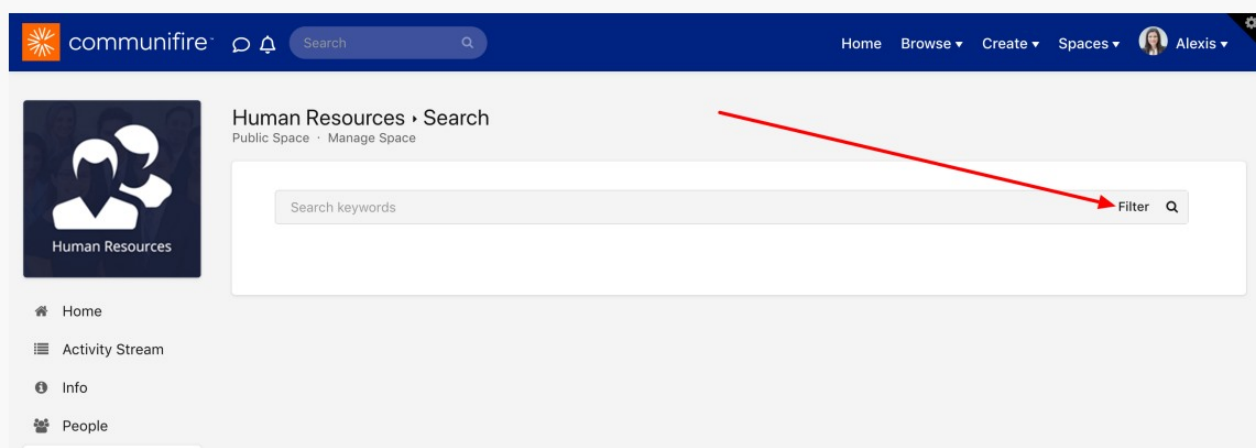 communifire
Search
Home Browse ▾ Create ▾ Spaces ▾ Alexis ▾
Human Resources ‣ Search
Public Space · Manage Space
Search keywords
Filter
Human Resources
Home
Activity Stream
Info
People